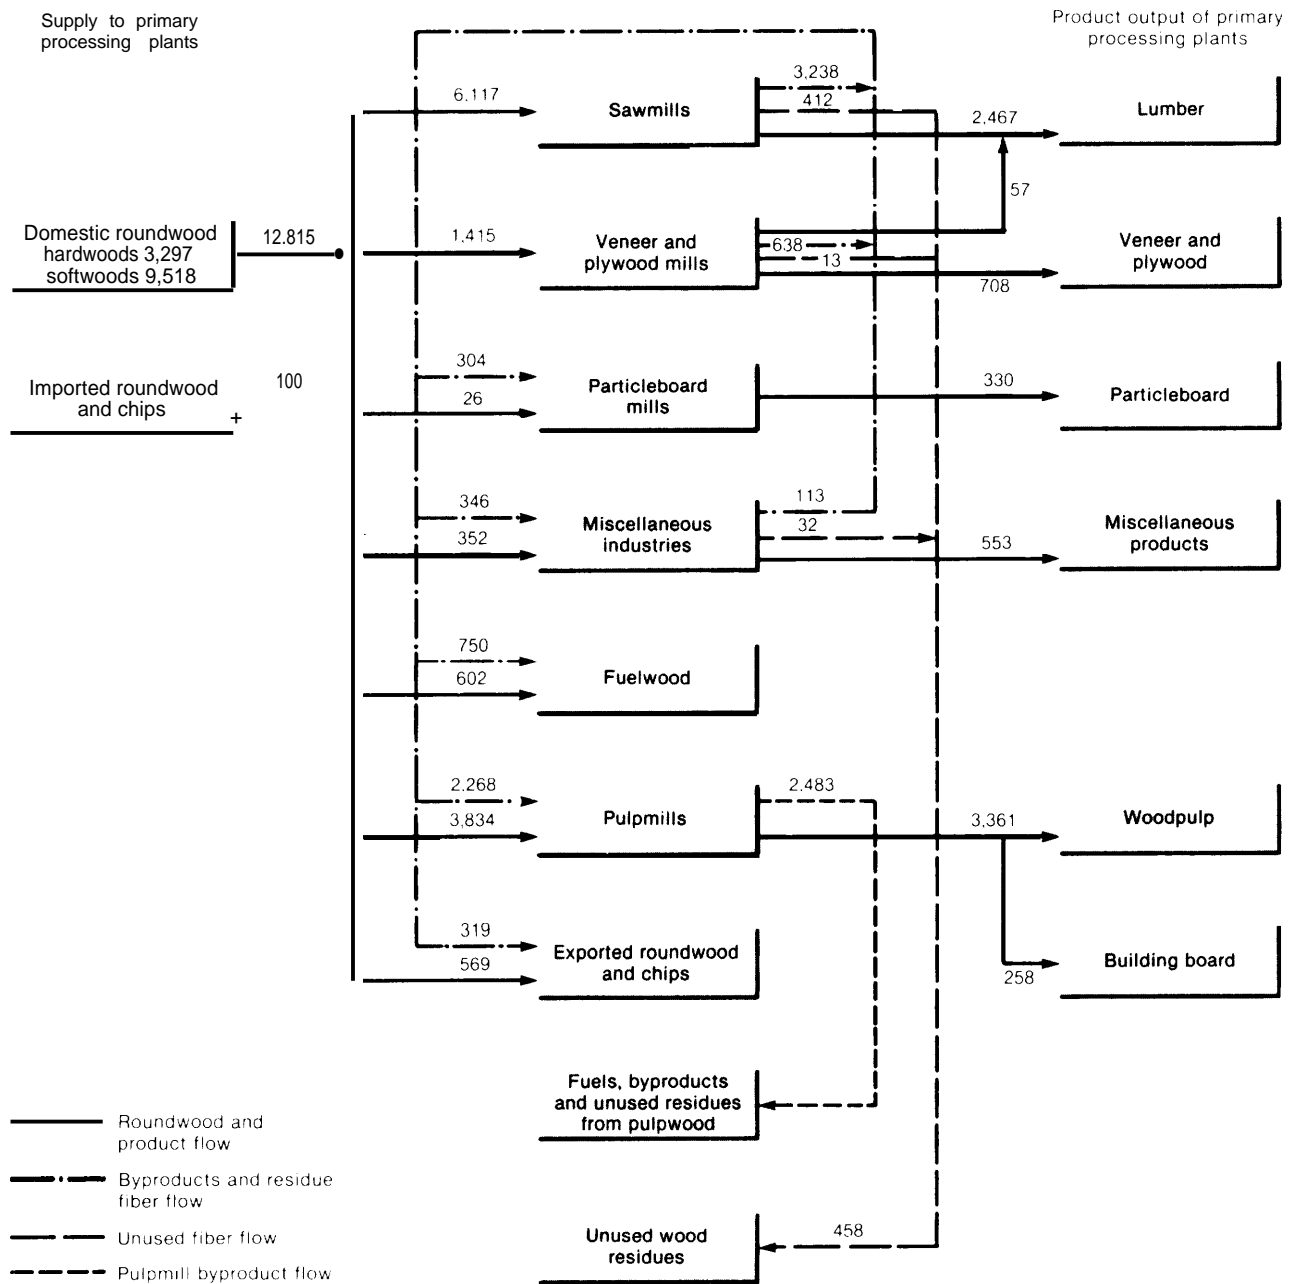 Supply to primary
processing plants
Product output of primary
processing plants
6,117
Sawmills
3,238
412
2,467
Lumber
57
Domestic roundwood
hardwoods 3,297
softwoods 9,518
12.815
1,415
Veneer and
plywood mills
638
13
708
Veneer and
plywood
Imported roundwood
and chips
+
100
304
26
Particleboard
mills
330
Particleboard
346
352
Miscellaneous
industries
113
32
553
Miscellaneous
products
750
602
Fuelwood
2.268
3,834
Pulpmills
2.483
3,361
Woodpulp
319
569
Exported roundwood
and chips
258
Building board
Fuels, byproducts
and unused residues
from pulpwood
Unused wood
residues
458
Roundwood and
product flow
Byproducts and residue
fiber flow
Unused fiber flow
Pulpmill byproduct flow